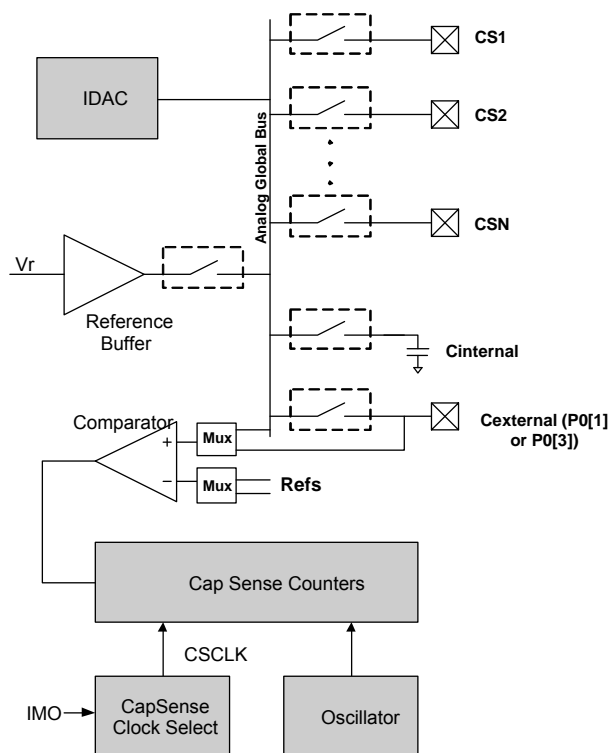 CS1
IDAC
CS2
Analog Global Bus
CSN
Vr
Reference
Buffer
Cinternal
Comparator
Mux
Cexternal (P0[1]
or P0[3])
+
−
Mux
Refs
Cap Sense Counters
CSCLK
IMO
CapSense
Clock Select
Oscillator